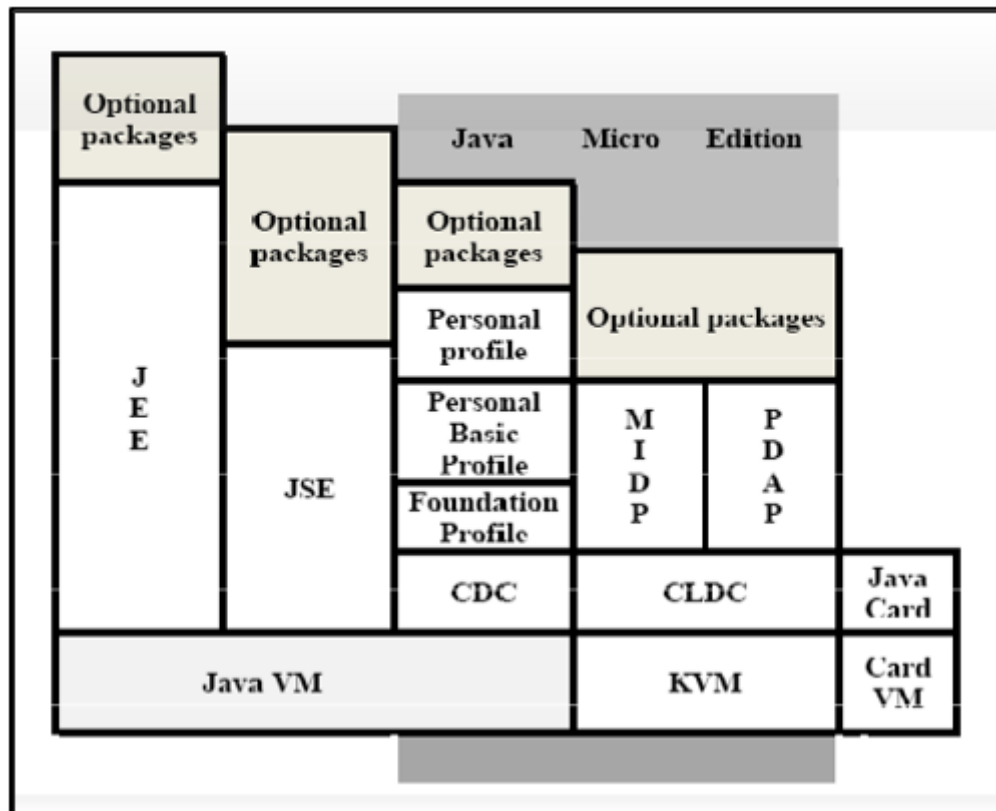 Optional
packages
Java Micro Edition
Optional
packages
Optional
packages
Optional packages
Personal
profile
J
E
E
Personal
Basic
Profile
M
I
D
P
P
D
A
P
JSE
Foundation
Profile
CDC
CLDC
Java
Card
Java VM
KVM
Card
VM